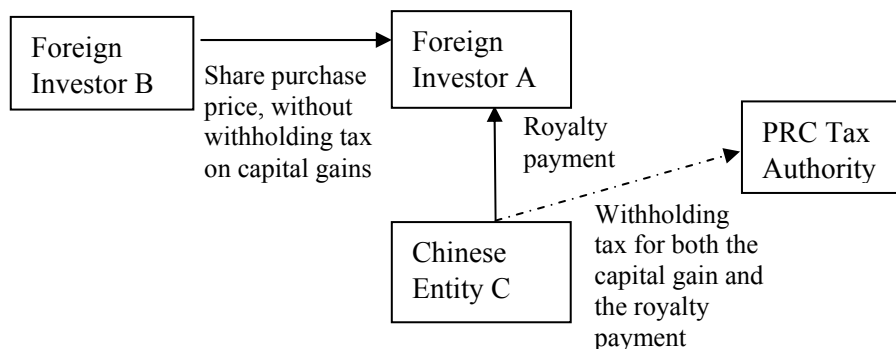 Foreign
Investor B
Share purchase
price, without
withholding tax
on capital gains
Foreign
Investor A
Royalty
payment
PRC Tax
Authority
Chinese
Entity C
Withholding
tax for both the
capital gain and
the royalty
payment